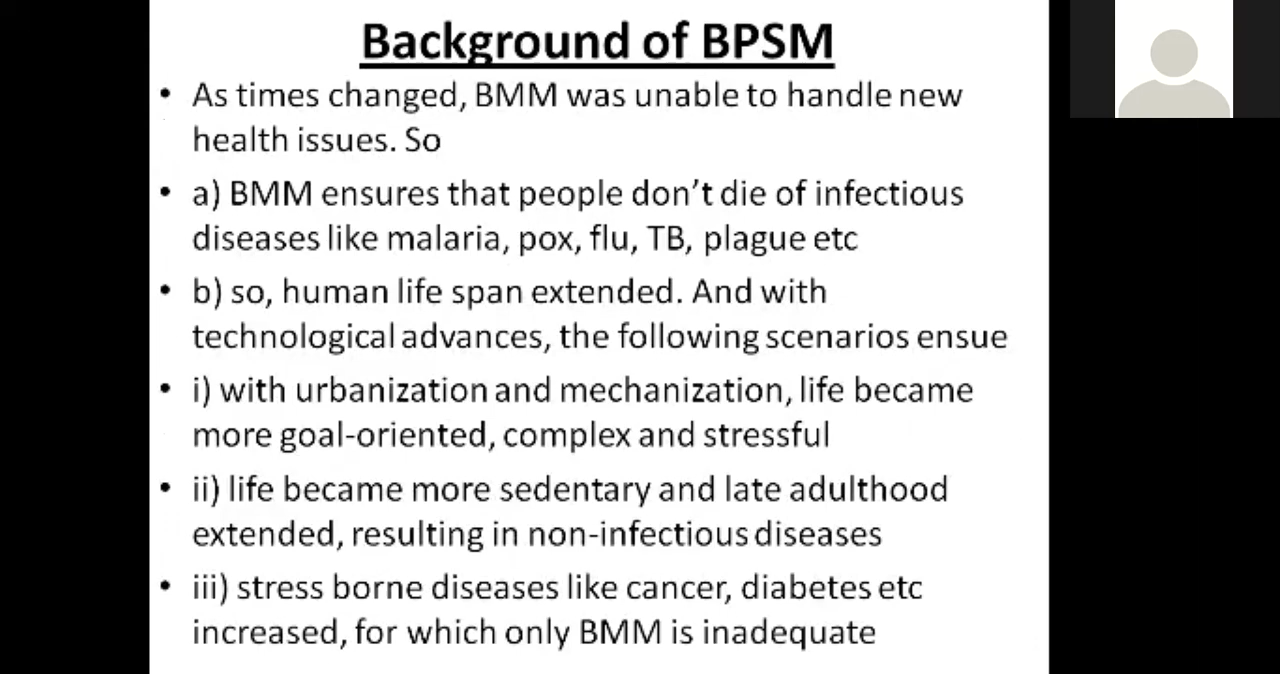 Background of BPSM
• As times changed, BMM was unable to handle new
health issues. So
• a) BMM ensures that people don't die of infectious
diseases like malaria, pox, flu, TB, plague etc
• b) so, human life span extended. And with
technological advances, the following scenarios ensue
• i) with urbanization and mechanization, life became
more goal-oriented, complex and stressful
• ii) life became more sedentary and late adulthood
extended, resulting in non-infectious diseases
• iii) stress borne diseases like cancer, diabetes etc
increased, for which only BMM is inadequate